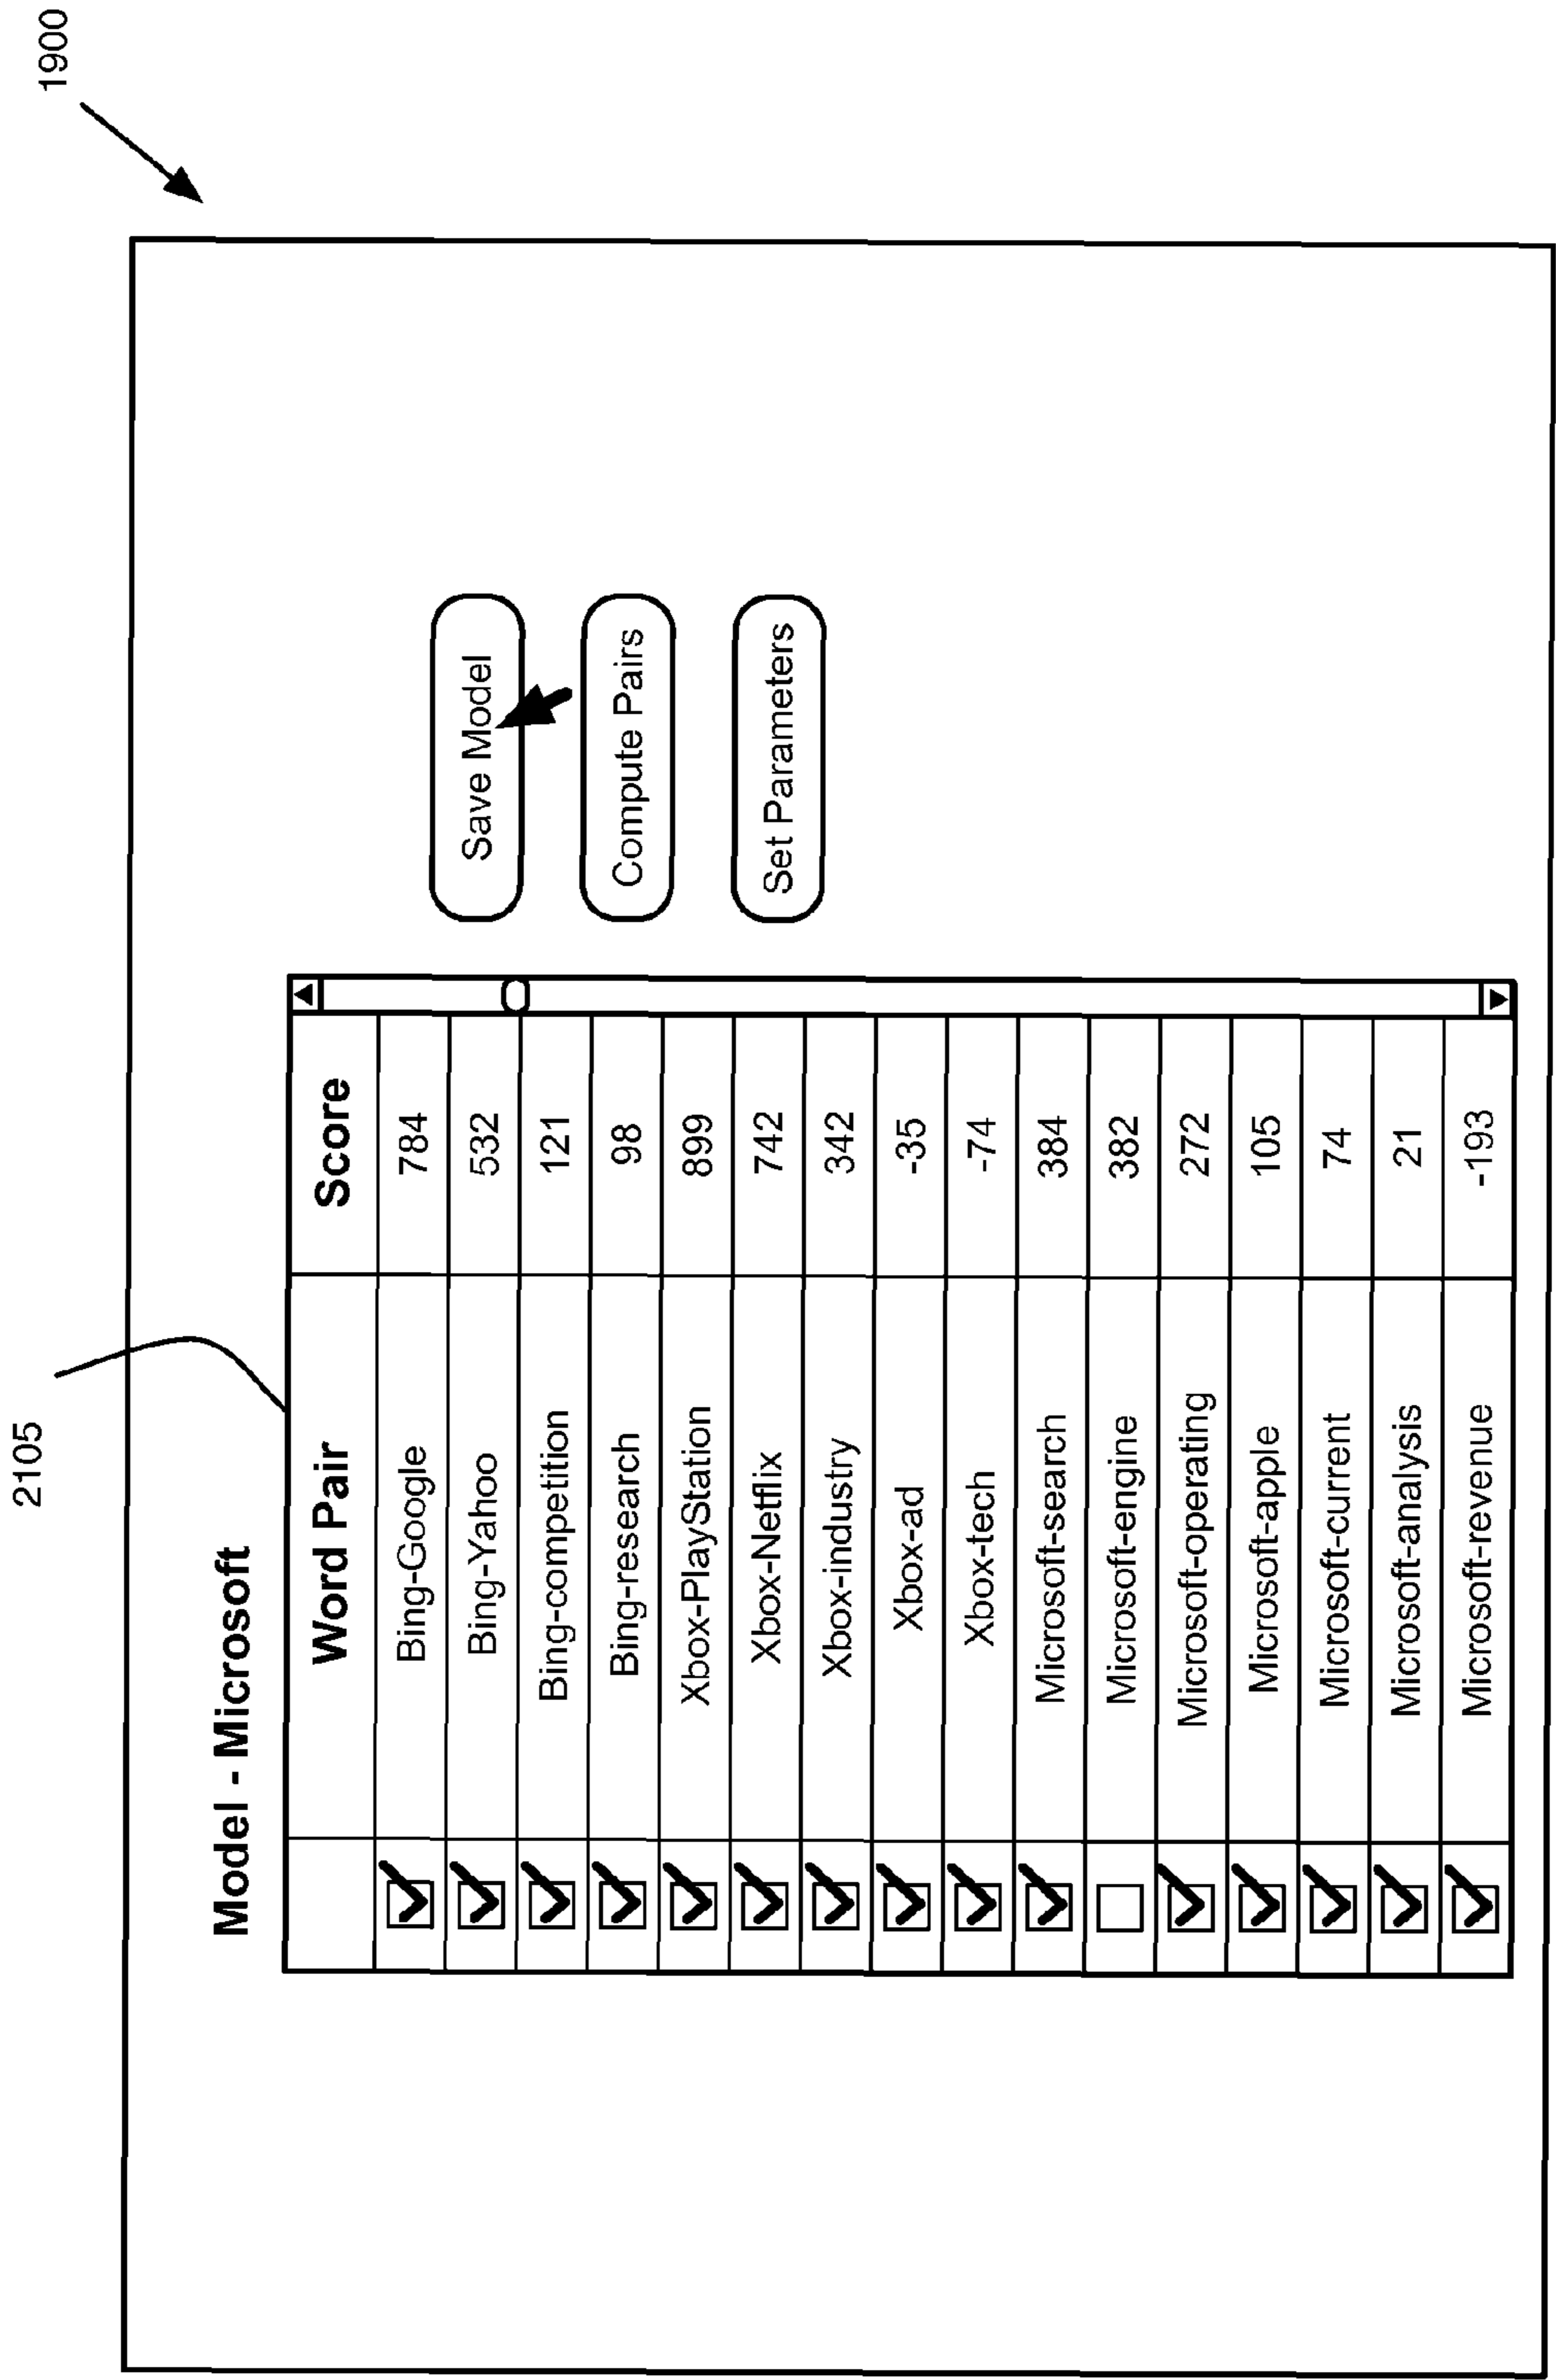 1900
2105
Model - Microsoft
Word Pair Score
Bing-Google 784
Bing-Yahoo 532
Bing-competition 121
Bing-research 98
Xbox-PlayStation 899
Xbox-Netflix 742
Xbox-industry 342
Xbox-ad -35
Xbox-tech -74
Microsoft-search 384
Microsoft-engine 382
Microsoft-operating 272
Microsoft-apple 105
Microsoft-current 74
Microsoft-analysis 21
Microsoft-revenue -193
Save Model
Compute Pairs
Set Parameters